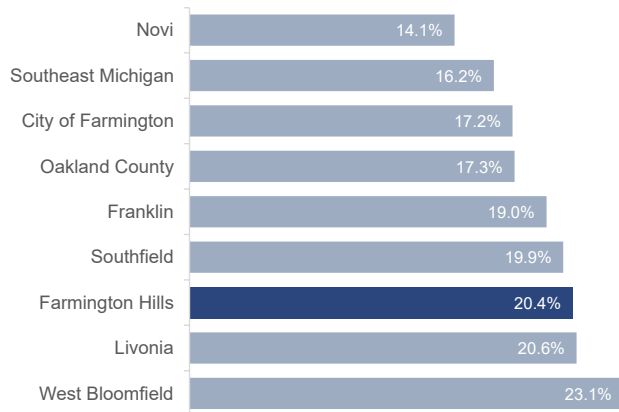 Novi 14.1%
Southeast Michigan 16.2%
City of Farmington 17.2%
Oakland County 17.3%
Franklin 19.0%
Southfield 19.9%
Farmington Hills 20.4%
Livonia 20.6%
West Bloomfield 23.1%